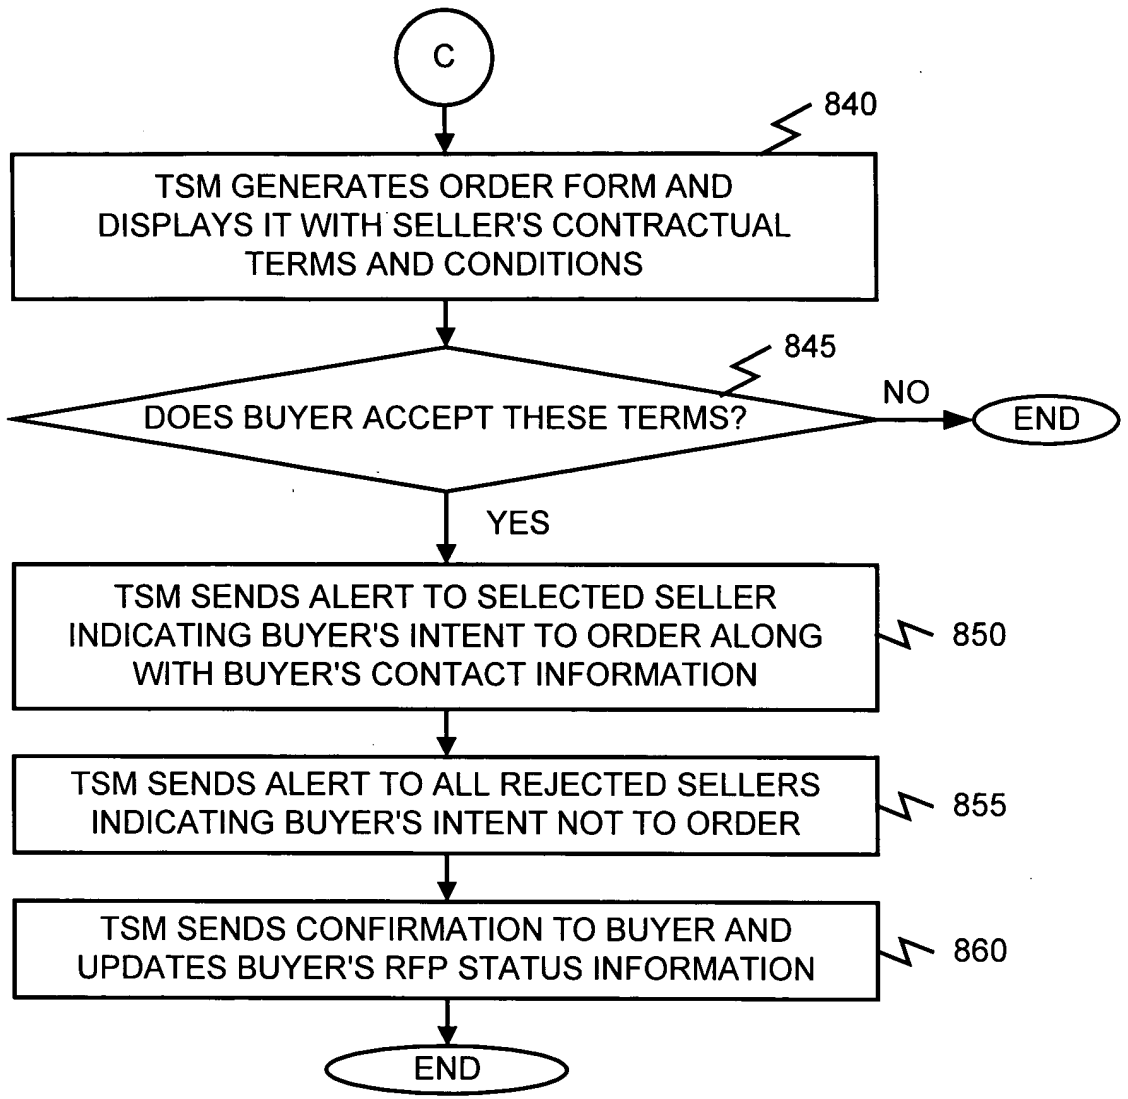 C
840
TSM GENERATES ORDER FORM AND
DISPLAYS IT WITH SELLER'S CONTRACTUAL
TERMS AND CONDITIONS
845
DOES BUYER ACCEPT THESE TERMS?
NO
END
YES
TSM SENDS ALERT TO SELECTED SELLER
INDICATING BUYER'S INTENT TO ORDER ALONG
WITH BUYER'S CONTACT INFORMATION
850
TSM SENDS ALERT TO ALL REJECTED SELLERS
INDICATING BUYER'S INTENT NOT TO ORDER
855
TSM SENDS CONFIRMATION TO BUYER AND
UPDATES BUYER'S RFP STATUS INFORMATION
860
END